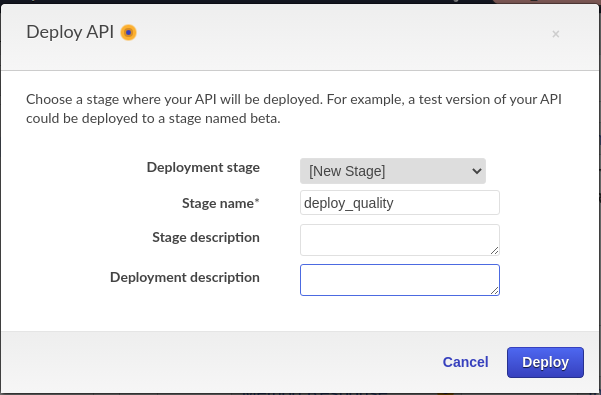 Deploy API
×
Choose a stage where your API will be deployed. For example, a test version of your API
could be deployed to a stage named beta.
Deployment stage [New Stage]
Stage name* deploy_quality
Stage description
Deployment description
Cancel Deploy